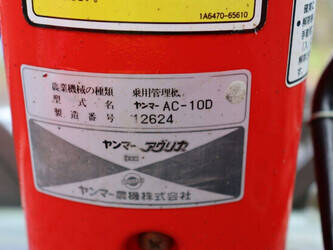 1A6470-65610
農業機械の種類 乗用管理機
型式名 ヤンマー AC-10D
製造番号 12624
ヤンマー アグリカ
ヤンマー農機株式会社